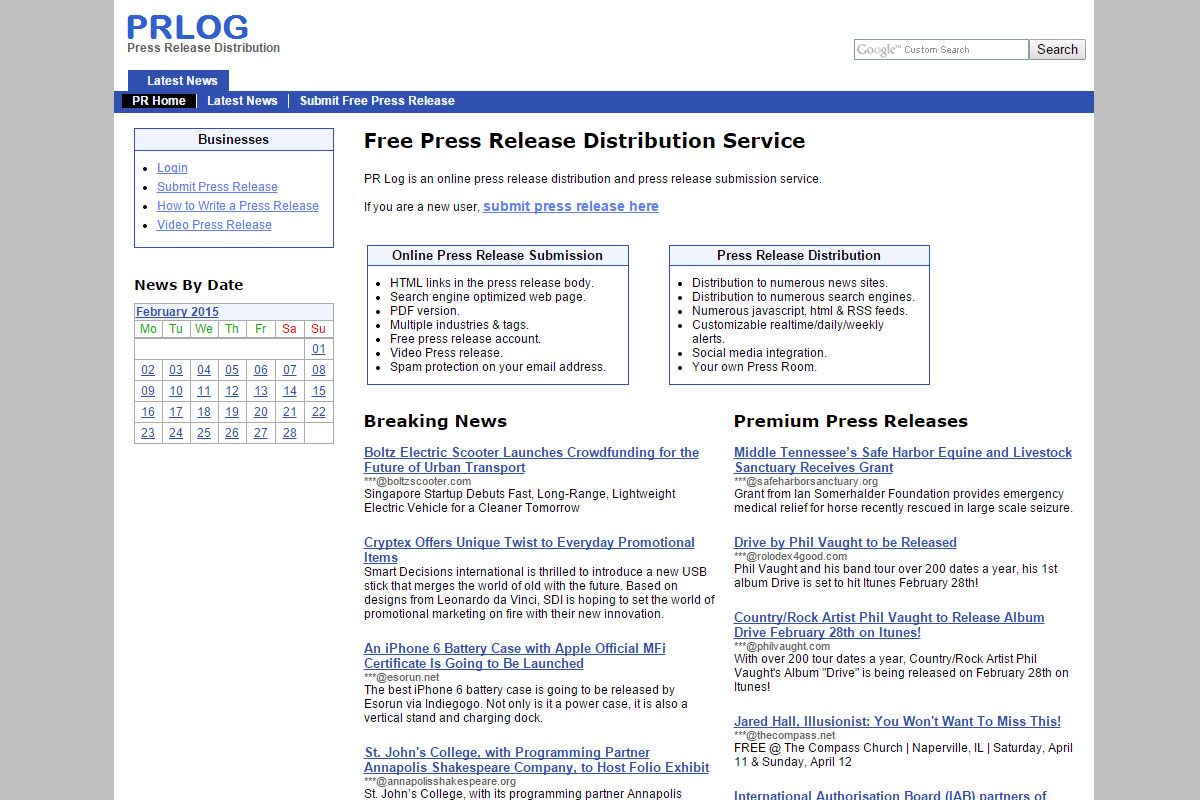 PRLOG
Press Release Distribution
Google™ Custom Search
Search
Latest News
PR Home
Latest News
Submit Free Press Release
Businesses
Login
Submit Press Release
How to Write a Press Release
Video Press Release
News By Date
February 2015
Mo Tu We Th Fr Sa Su
01
02 03 04 05 06 07 08
09 10 11 12 13 14 15
16 17 18 19 20 21 22
23 24 25 26 27 28
Free Press Release Distribution Service
PR Log is an online press release distribution and press release submission service.
If you are a new user, submit press release here
Online Press Release Submission
HTML links in the press release body.
Search engine optimized web page.
PDF version.
Multiple industries & tags.
Free press release account.
Video Press release.
Spam protection on your email address.
Press Release Distribution
Distribution to numerous news sites.
Distribution to numerous search engines.
Numerous javascript, html & RSS feeds.
Customizable realtime/daily/weekly
alerts.
Social media integration.
Your own Press Room.
Breaking News
Boltz Electric Scooter Launches Crowdfunding for the
Future of Urban Transport
***@boltzscooter.com
Singapore Startup Debuts Fast, Long-Range, Lightweight
Electric Vehicle for a Cleaner Tomorrow
Cryptex Offers Unique Twist to Everyday Promotional
Items
Smart Decisions international is thrilled to introduce a new USB
stick that merges the world of old with the future. Based on
designs from Leonardo da Vinci, SDI is hoping to set the world of
promotional marketing on fire with their new innovation.
An iPhone 6 Battery Case with Apple Official MFi
Certificate Is Going to Be Launched
***@esorun.net
The best iPhone 6 battery case is going to be released by
Esorun via Indiegogo. Not only is it a power case, it is also a
vertical stand and charging dock.
St. John's College, with Programming Partner
Annapolis Shakespeare Company, to Host Folio Exhibit
***@annapolisshakespeare.org
St. John's College, with its programming partner Annapolis
Premium Press Releases
Middle Tennessee's Safe Harbor Equine and Livestock
Sanctuary Receives Grant
***@safeharborsanctuary.org
Grant from Ian Somerhalder Foundation provides emergency
medical relief for horse recently rescued in large scale seizure.
Drive by Phil Vaught to be Released
***@rolodex4good.com
Phil Vaught and his band tour over 200 dates a year, his 1st
album Drive is set to hit Itunes February 28th!
Country/Rock Artist Phil Vaught to Release Album
Drive February 28th on Itunes!
***@philvaught.com
With over 200 tour dates a year, Country/Rock Artist Phil
Vaught's Album "Drive" is being released on February 28th on
Itunes!
Jared Hall, Illusionist: You Won't Want To Miss This!
***@thecompass.net
FREE @ The Compass Church | Naperville, IL | Saturday, April
11 & Sunday, April 12
International Authorisation Board (IAB) partners of